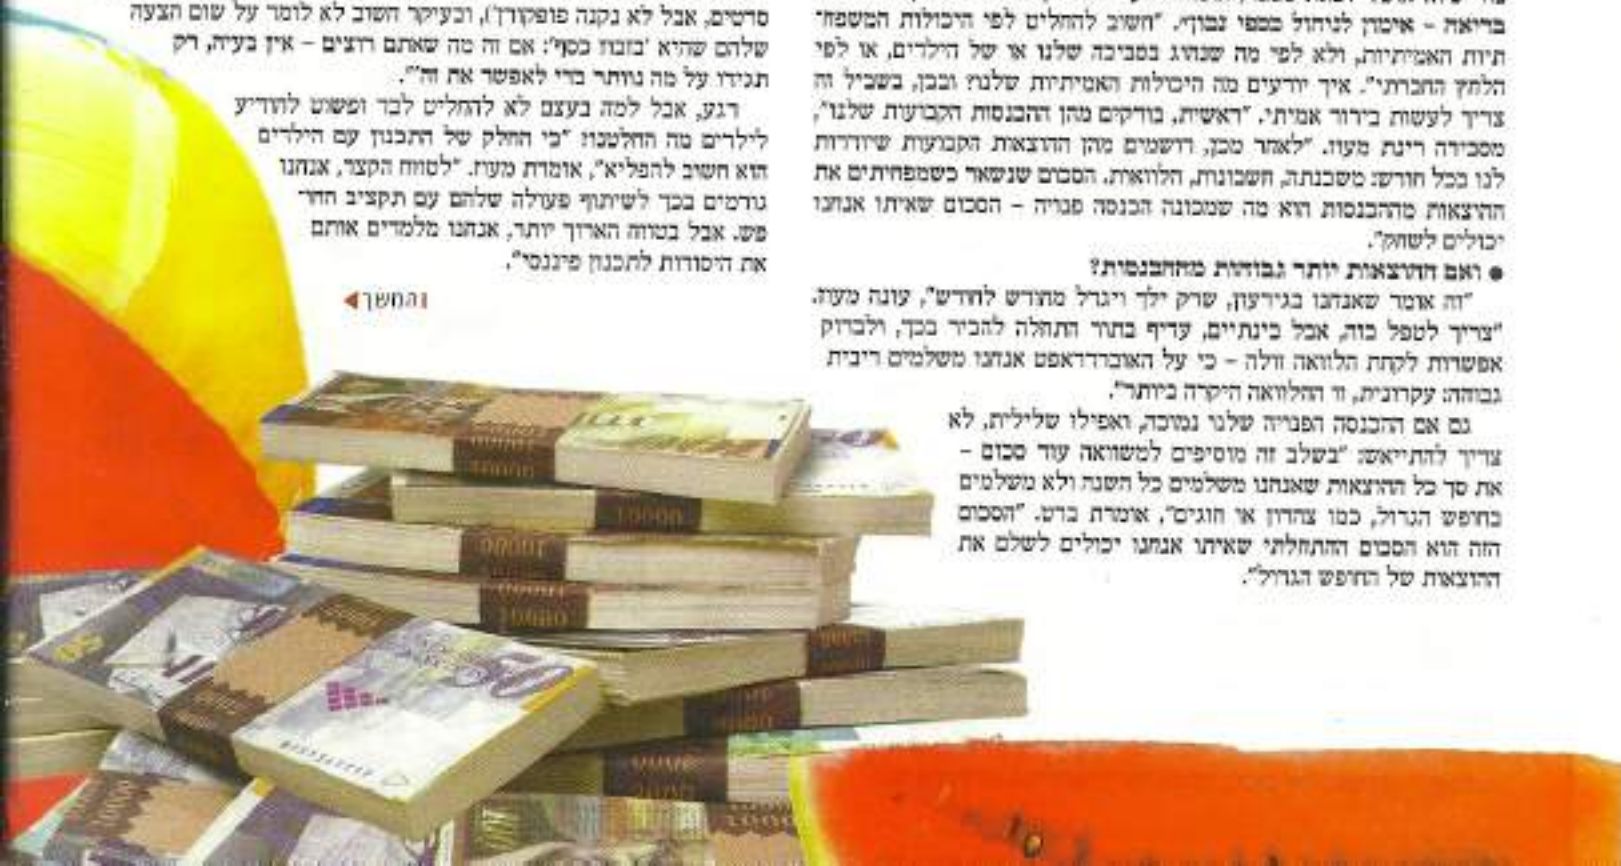 בריאה – אימון לניהול כספי נבון". "חשוב להחליט לפי היכולות המשפח־
תיות האמיתיות, ולא לפי מה שנהוג בסביבה שלנו או של הילדים, או לפי
הלחץ החברתי". איך יודעים מה היכולות האמיתיות שלנו? ובכן, בשביל זה
צריך לעשות בירור אמיתי. "ראשית, בודקים מהן ההכנסות הקבועות שלנו",
מסבירה רינת מעוז. "לאחר מכן, רושמים מהן ההוצאות הקבועות שיורדות
לנו בכל חודש: משכנתה, חשבונות, הלוואות. הסכום שנשאר כשמפחיתים את
ההוצאות מההכנסות הוא מה שמכונה הכנסה פנויה – הסכום שאיתו אנחנו
יכולים לשחק".
● ואם ההוצאות יותר גבוהות מההכנסות?
"זה אומר שאנחנו בגירעון, שרק ילך ויגדל מחודש לחודש", עונה מעוז.
"צריך לטפל בזה, אבל בינתיים, עדיף בתור התחלה להכיר בכך, ולבדוק
אפשרות לקחת הלוואה זולה – כי על האוברדראפט אנחנו משלמים ריבית
גבוהה: עקרונית, זו ההלוואה היקרה ביותר".
גם אם ההכנסה הפנויה שלנו נמוכה, ואפילו שלילית, לא
צריך להתייאש: "בשלב זה מוסיפים למשוואה עוד סכום –
את סך כל ההוצאות שאנחנו משלמים כל השנה ולא משלמים
בחופש הגדול, כמו צהרון או חוגים", אומרת ברט. "הסכום
הזה הוא הסכום ההתחלתי שאיתו אנחנו יכולים לשלם את
ההוצאות של החופש הגדול".
סרטים, אבל לא נקנה פופקורן'), ובעיקר חשוב לא לומר על שום הצעה
שלהם שהיא 'בזבוז כסף': אם זה מה שאתם רוצים – אין בעיה, רק
תגידו על מה נוותר כדי לאפשר את זה'".
רגע, אבל למה בעצם לא להחליט לבד ופשוט להודיע
לילדים מה החלטנו? "כי החלק של התכנון עם הילדים
הוא חשוב להפליא", אומרת מעוז. "לטווח הקצר, אנחנו
גורמים בכך לשיתוף פעולה שלהם עם תקציב החו־
פש. אבל בטווח הארוך יותר, אנחנו מלמדים אותם
את היסודות לתכנון פיננסי".
המשך
10000
10000
50